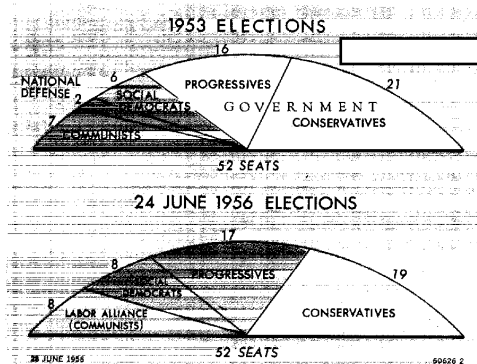 1953 ELECTIONS
16
6
NATIONAL
DEFENSE
2
7
SOCIAL
DEMOCRATS
COMMUNISTS
PROGRESSIVES
GOVERNMENT
CONSERVATIVES
21
52 SEATS
24 JUNE 1956 ELECTIONS
17
8
8
PROGRESSIVES
SOCIAL
DEMOCRATS
LABOR ALLIANCE
(COMMUNISTS)
CONSERVATIVES
19
52 SEATS
28 JUNE 1956
60626 2